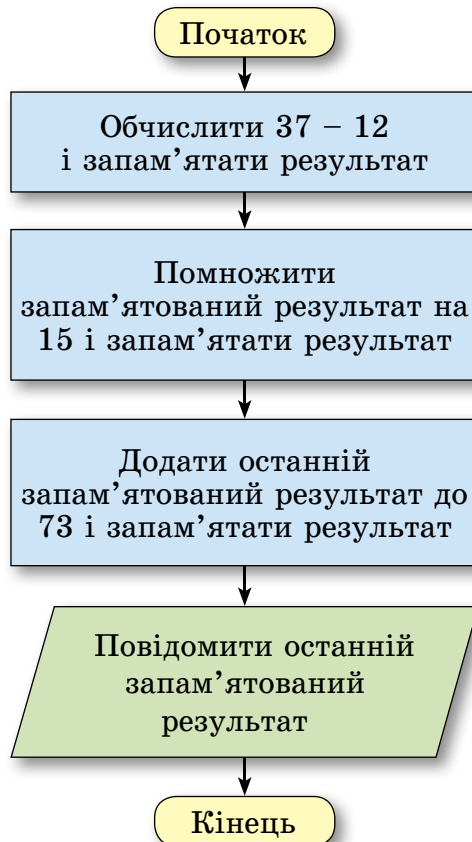 Початок
Обчислити 37 – 12
і запам’ятати результат
Помножити
запам’ятований результат на
15 і запам’ятати результат
Додати останній
запам’ятований результат до
73 і запам’ятати результат
Повідомити останній
запам’ятований
результат
Кінець